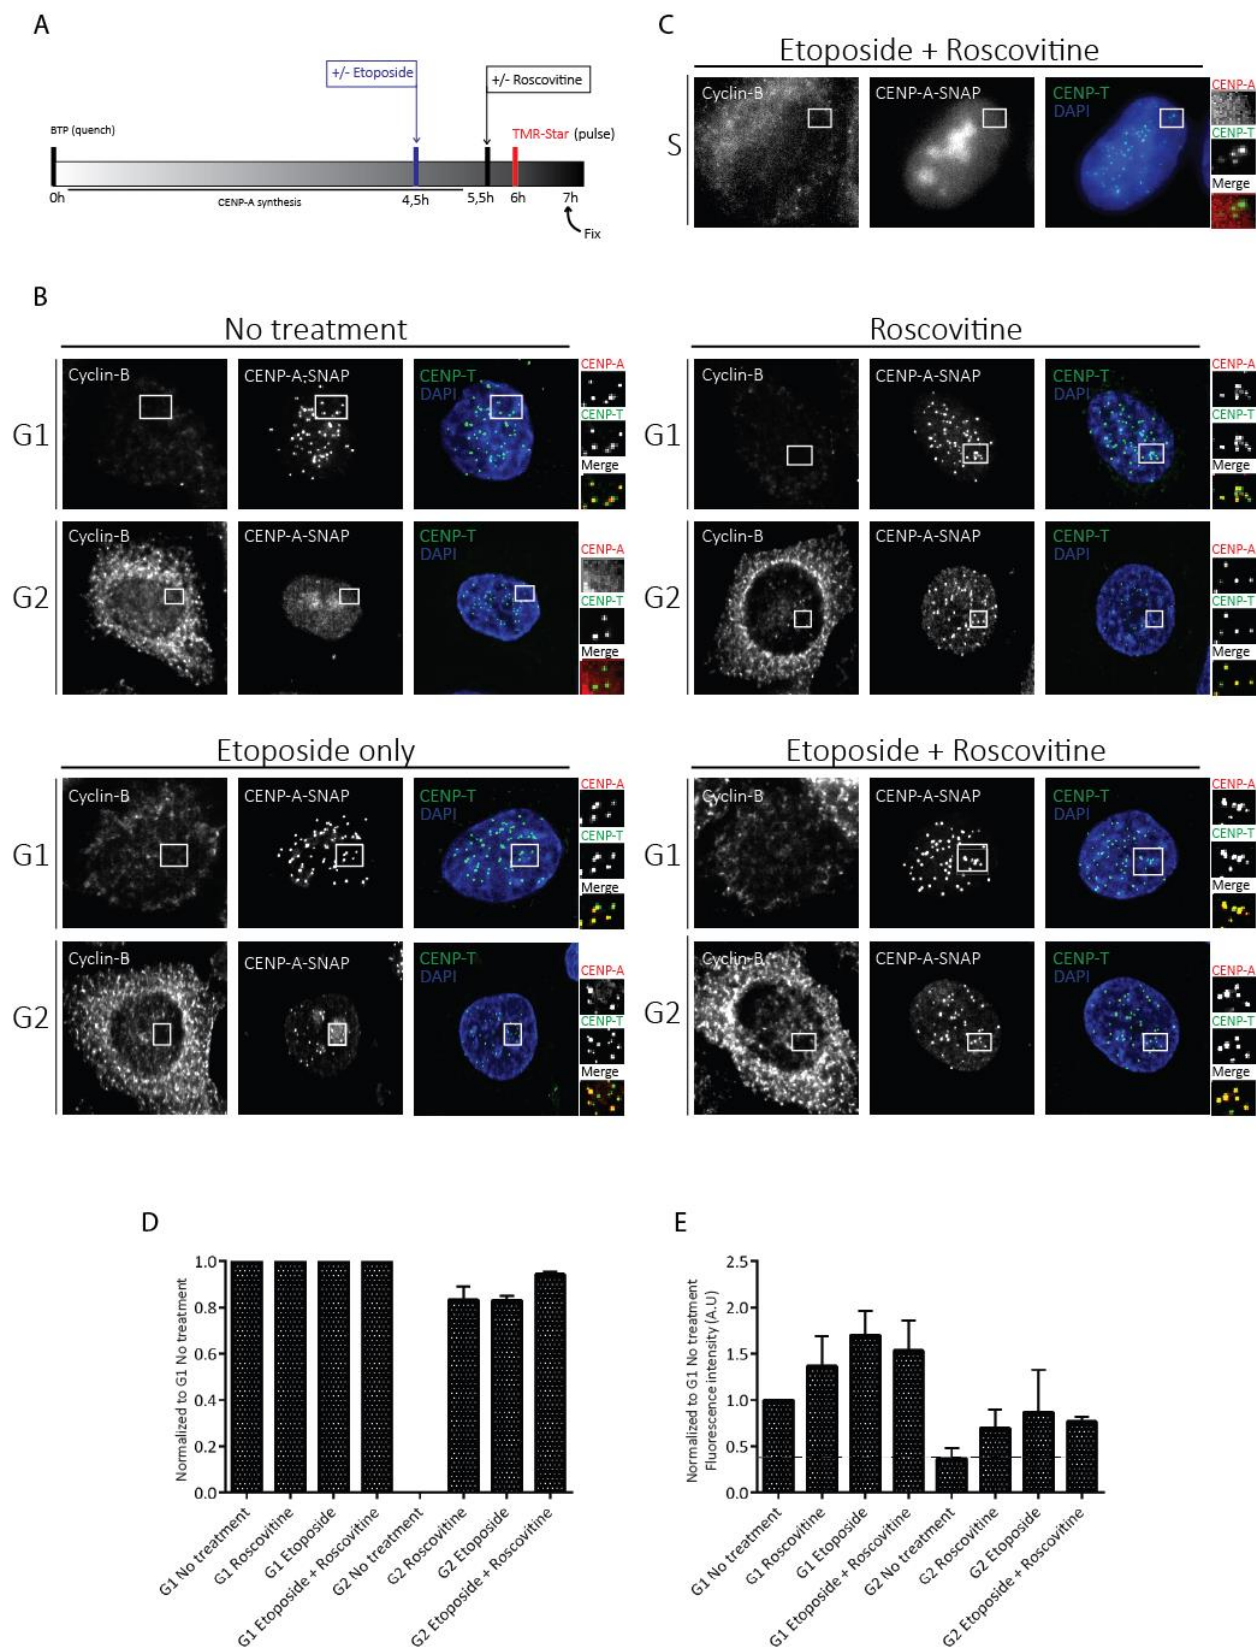 A
+/- Etoposide
+/- Roscovitine
BTP (quench)
TMR-Star (pulse)
0h
CENP-A synthesis
4,5h
5,5h
6h
7h
Fix
C
Etoposide + Roscovitine
S
Cyclin-B
CENP-A-SNAP
CENP-T
DAPI
CENP-A
CENP-T
Merge
B
No treatment
G1
Cyclin-B
CENP-A-SNAP
CENP-T
DAPI
CENP-A
CENP-T
Merge
G2
Cyclin-B
CENP-A-SNAP
CENP-T
DAPI
CENP-A
CENP-T
Merge
Roscovitine
G1
Cyclin-B
CENP-A-SNAP
CENP-T
DAPI
CENP-A
CENP-T
Merge
G2
Cyclin-B
CENP-A-SNAP
CENP-T
DAPI
CENP-A
CENP-T
Merge
Etoposide only
G1
Cyclin-B
CENP-A-SNAP
CENP-T
DAPI
CENP-A
CENP-T
Merge
G2
Cyclin-B
CENP-A-SNAP
CENP-T
DAPI
CENP-A
CENP-T
Merge
Etoposide + Roscovitine
G1
Cyclin-B
CENP-A-SNAP
CENP-T
DAPI
CENP-A
CENP-T
Merge
G2
Cyclin-B
CENP-A-SNAP
CENP-T
DAPI
CENP-A
CENP-T
Merge
D
Normalized to G1 No treatment
1.0
0.8
0.6
0.4
0.2
0.0
G1 No treatment
G1 Roscovitine
G1 Etoposide
G1 Etoposide + Roscovitine
G2 No treatment
G2 Roscovitine
G2 Etoposide
G2 Etoposide + Roscovitine
E
Normalized to G1 No treatment
Fluorescence intensity (A.U)
2.5
2.0
1.5
1.0
0.5
0.0
G1 No treatment
G1 Roscovitine
G1 Etoposide
G1 Etoposide + Roscovitine
G2 No treatment
G2 Roscovitine
G2 Etoposide
G2 Etoposide + Roscovitine